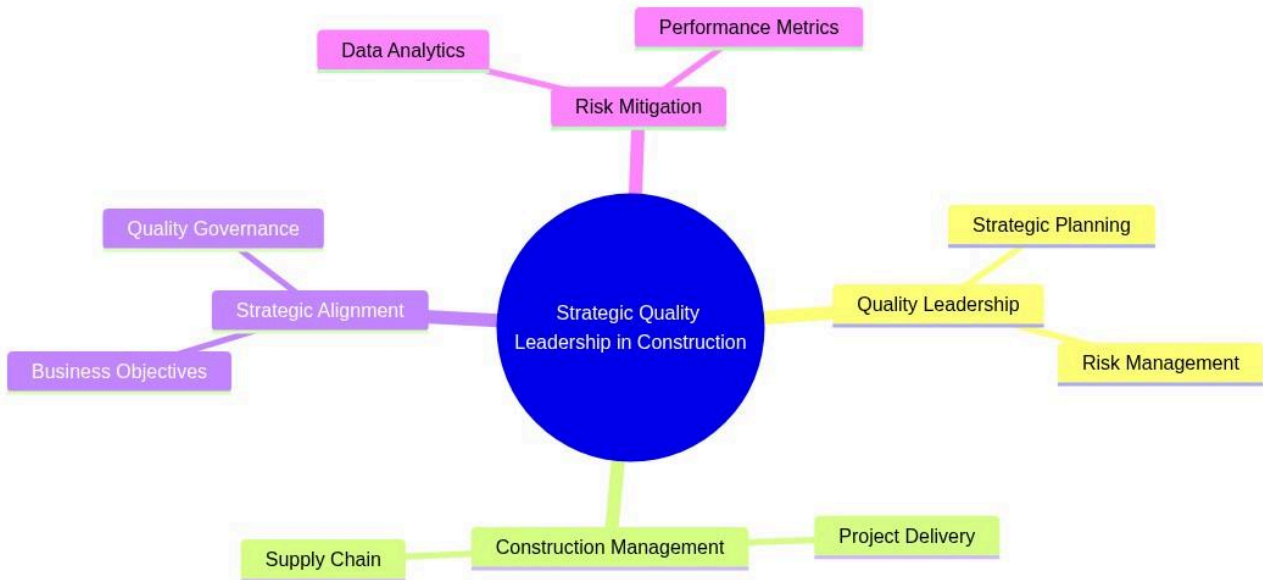 Performance Metrics
Data Analytics
Risk Mitigation
Quality Governance
Strategic Planning
Strategic Alignment
Strategic Quality
Leadership in Construction
Quality Leadership
Business Objectives
Risk Management
Supply Chain
Construction Management
Project Delivery